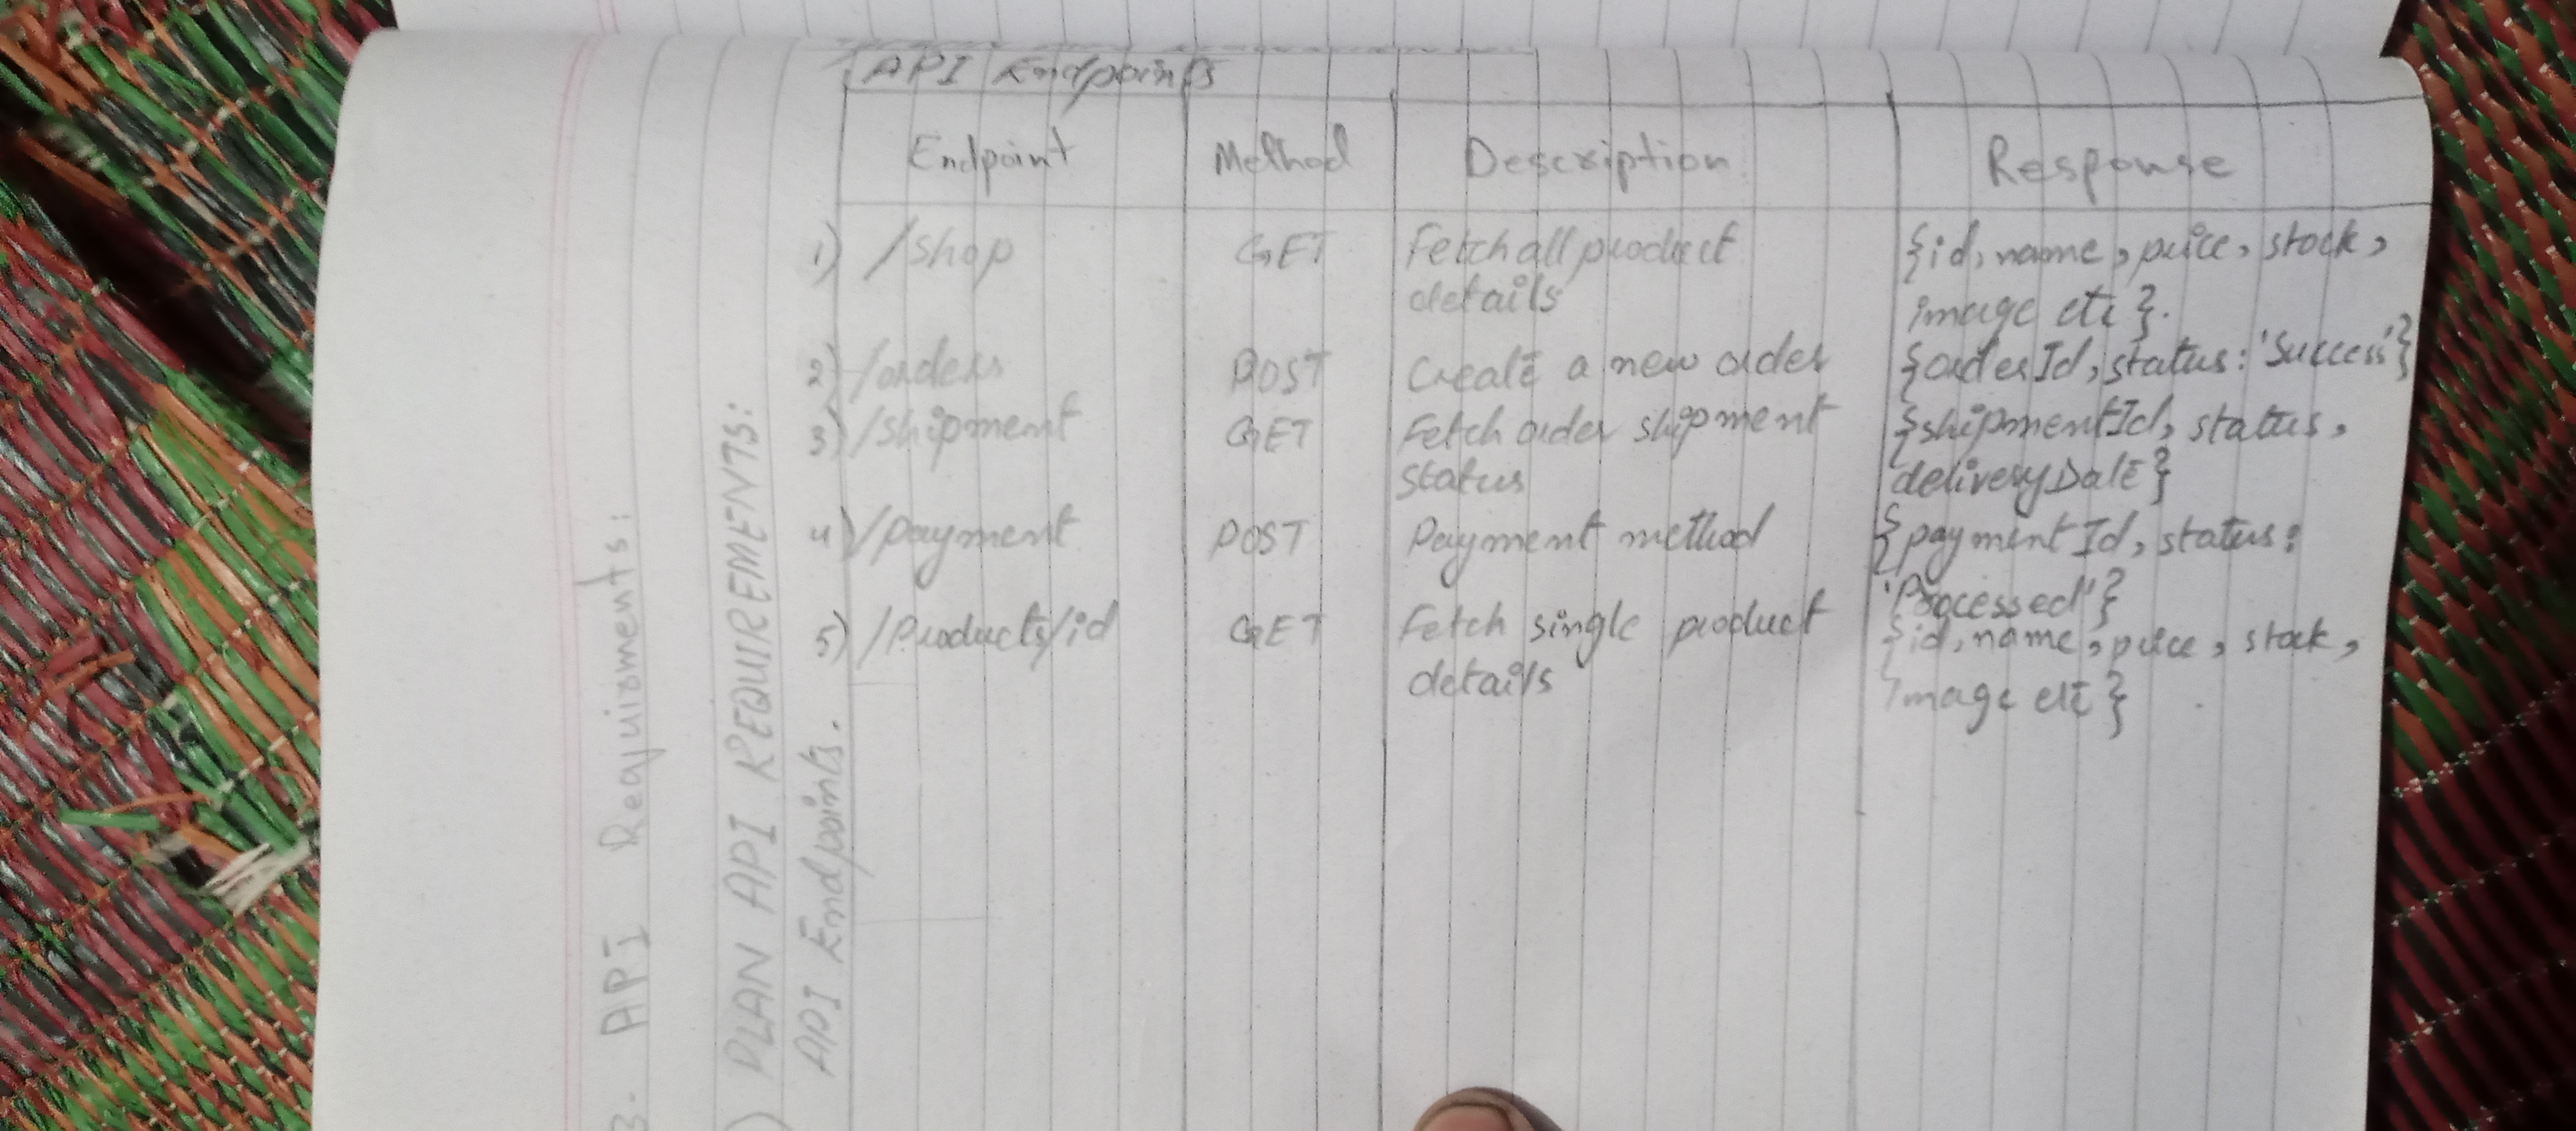 3. API Requirements:
PLAN API REQUIREMENTS:
API Endpoints.
API Endpoints
Endpoint Method Description Response
1) /shop GET Fetch all product {id, name, price, stock,
details image etc}.
2) /orders POST Create a new order {orderId, status: 'Success'}
3) /shipment GET Fetch order shipment {shipmentId, status,
status deliveryDate}
4) /payment POST Payment method {paymentId, status:
'Processed'}
5) /Products/id GET Fetch single product {id, name, price, stock,
details Image etc}